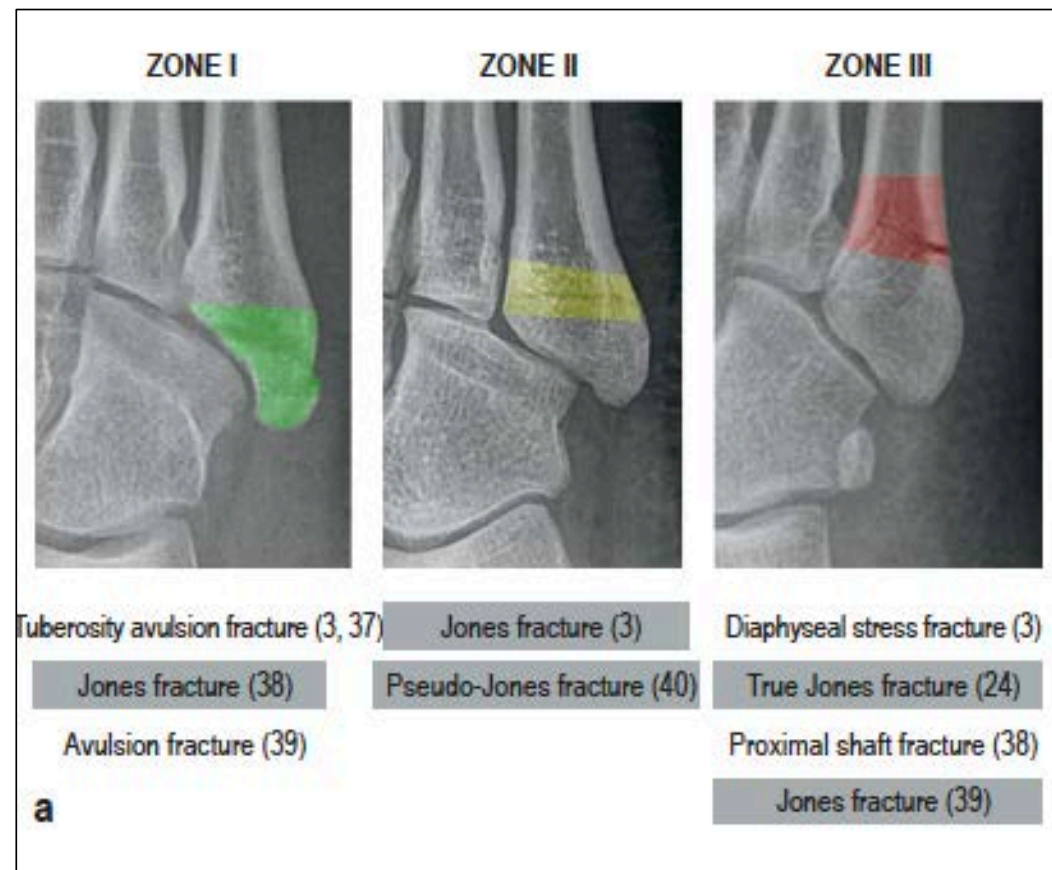 ZONE I
ZONE II
ZONE III
Tuberosity avulsion fracture (3, 37)
Jones fracture (38)
Avulsion fracture (39)
Jones fracture (3)
Pseudo-Jones fracture (40)
Diaphyseal stress fracture (3)
True Jones fracture (24)
Proximal shaft fracture (38)
Jones fracture (39)
a